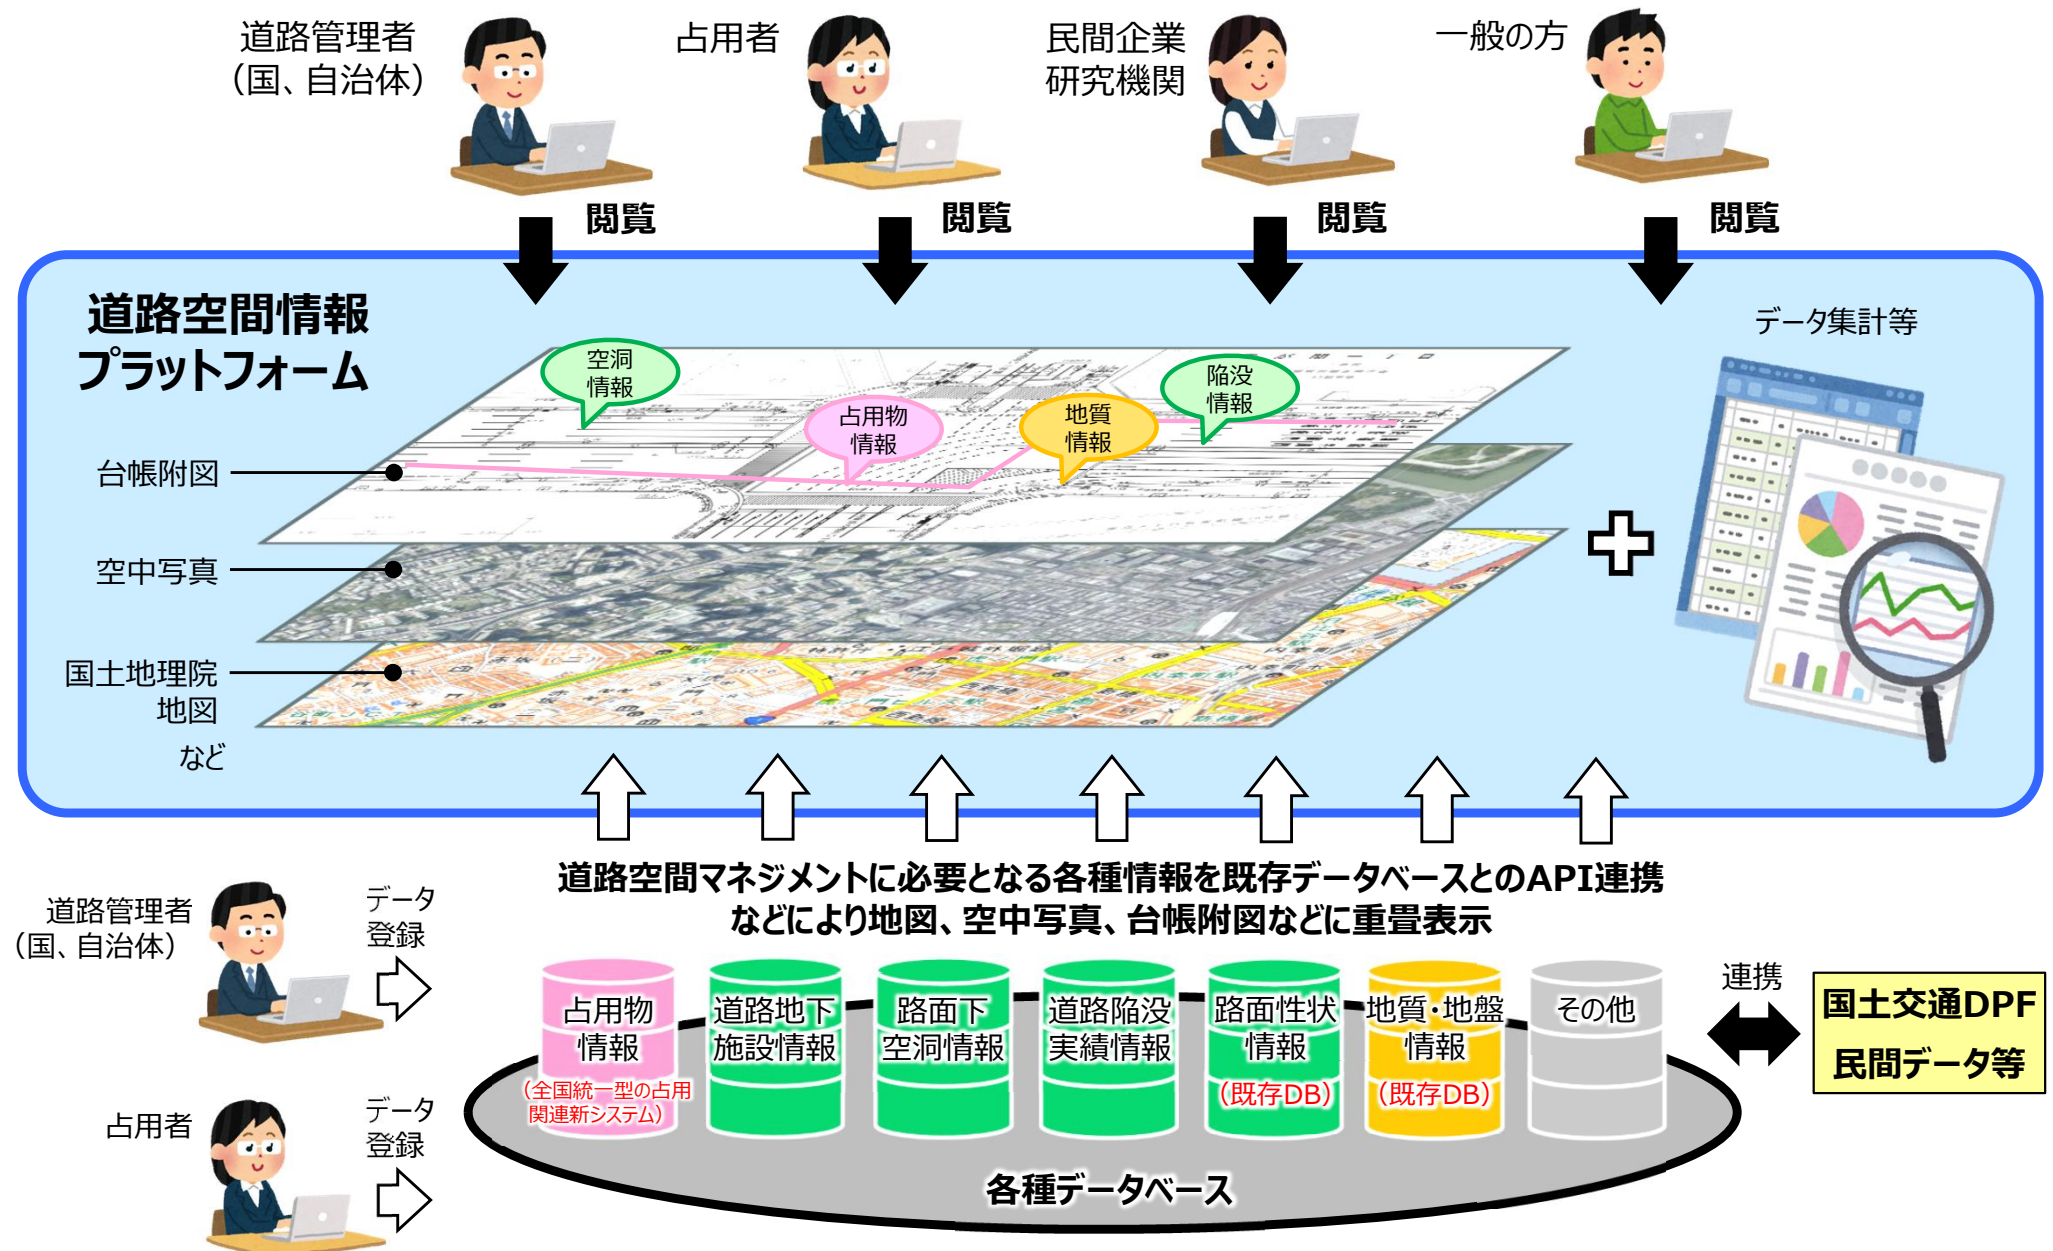 道路管理者
（国、自治体）
占用者
民間企業
研究機関
一般の方
閲覧
閲覧
閲覧
閲覧
道路空間情報
プラットフォーム
データ集計等
空洞
情報
占用物
情報
地質
情報
陥没
情報
台帳附図
空中写真
国土地理院
地図
など
道路空間マネジメントに必要となる各種情報を既存データベースとのAPI連携
などにより地図、空中写真、台帳附図などに重畳表示
道路管理者
（国、自治体）
データ
登録
占用者
データ
登録
占用物
情報
（全国統一型の占用
関連新システム）
道路地下
施設情報
路面下
空洞情報
道路陥没
実績情報
路面性状
情報
（既存DB）
地質・地盤
情報
（既存DB）
その他
各種データベース
連携
国土交通DPF
民間データ等